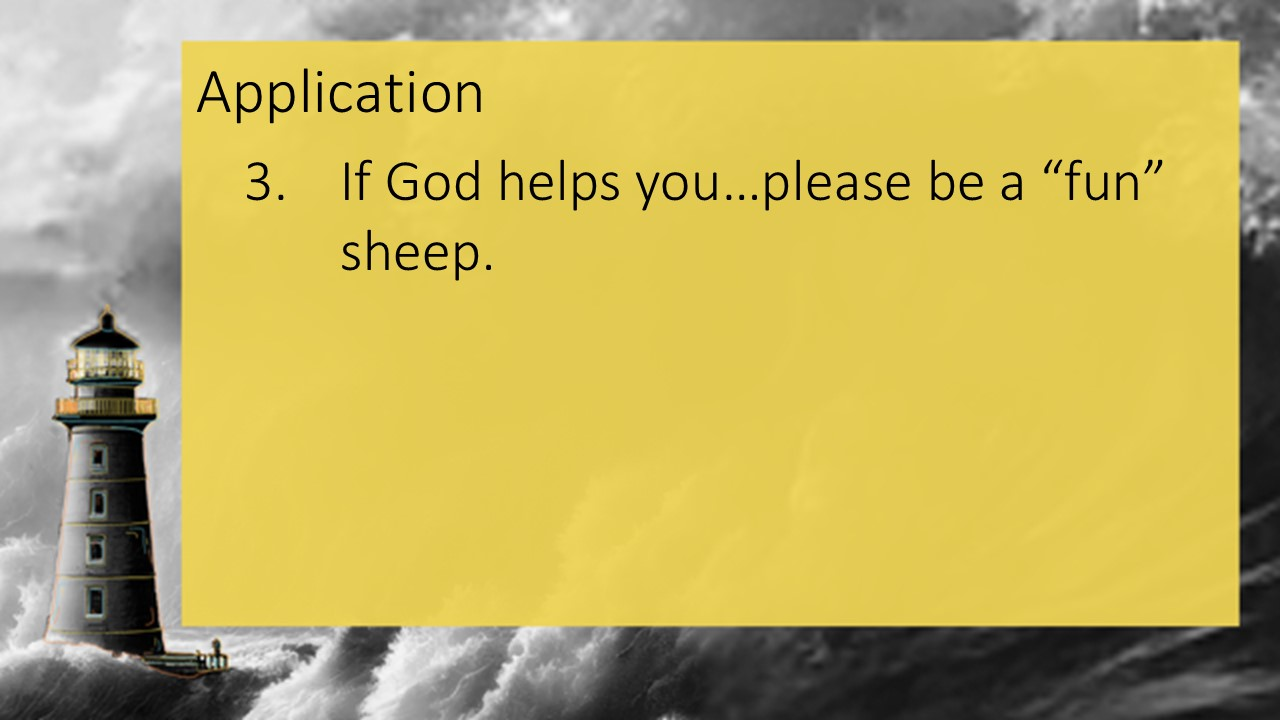 Application
3. If God helps you...please be a “fun”
sheep.